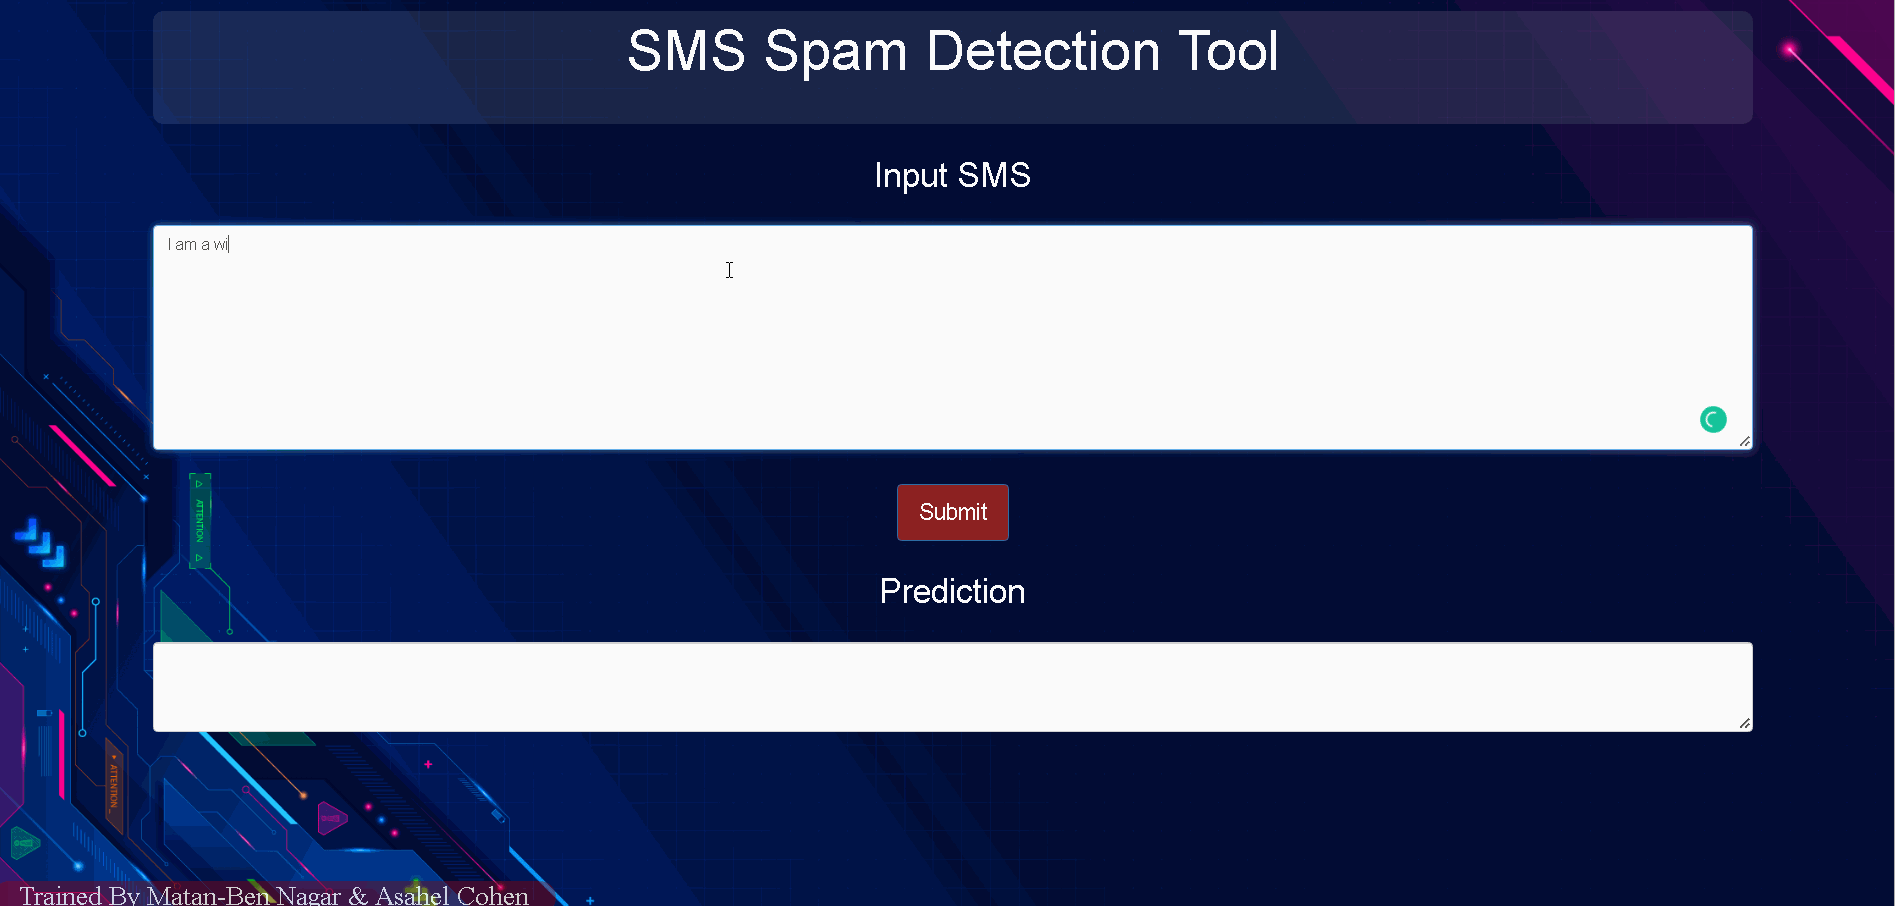 SMS Spam Detection Tool
Input SMS
I am a wi
ATTENTION
Submit
Prediction
ATTENTION
Trained By Matan-Ben Nagar & Asahel Cohen